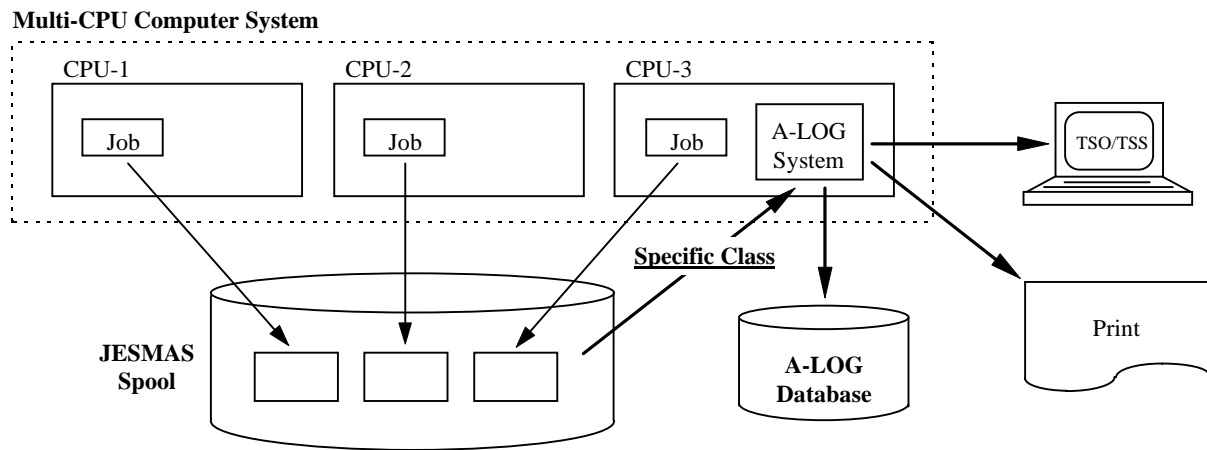 Multi-CPU Computer System
CPU-1
CPU-2
CPU-3
Job
Job
Job
A-LOG
System
TSO/TSS
Specific Class
JESMAS
Spool
A-LOG
Database
Print